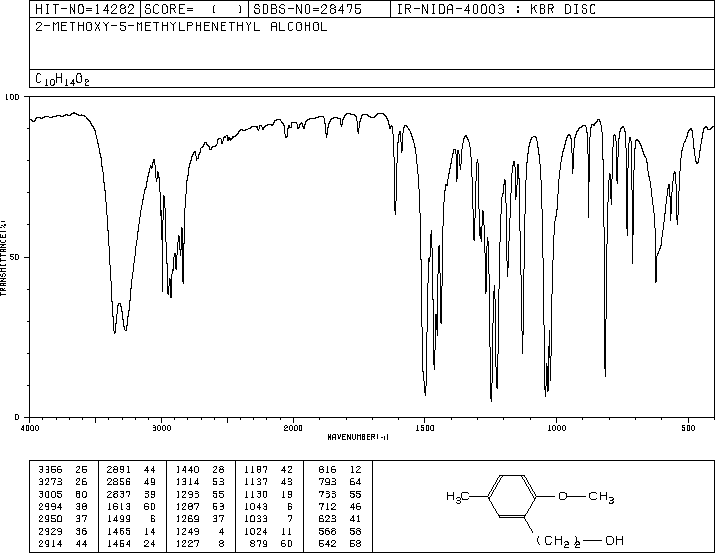 HIT-NO=14282 SCORE= ( ) SDBS-NO=28475 IR-NIDA-40003 : KBR DISC
2-METHOXY-5-METHYLPHENETHYL ALCOHOL
C10H14O2
100
TRANSMITTANCE(%)
50
0
4000 3000 2000 1500 1000 500
WAVENUMBER(-1)
3356 25 2891 44 1440 28 1187 42 816 12
3273 26 2856 49 1314 53 1137 43 793 64
3005 80 2837 39 1293 55 1130 19 733 55
2994 38 1613 60 1287 53 1043 6 712 46
2950 37 1499 6 1269 37 1033 7 623 41
2929 36 1465 14 1249 4 1024 11 568 58
2914 44 1454 24 1227 8 879 60 542 58
H3C O CH3
(CH2)2 OH